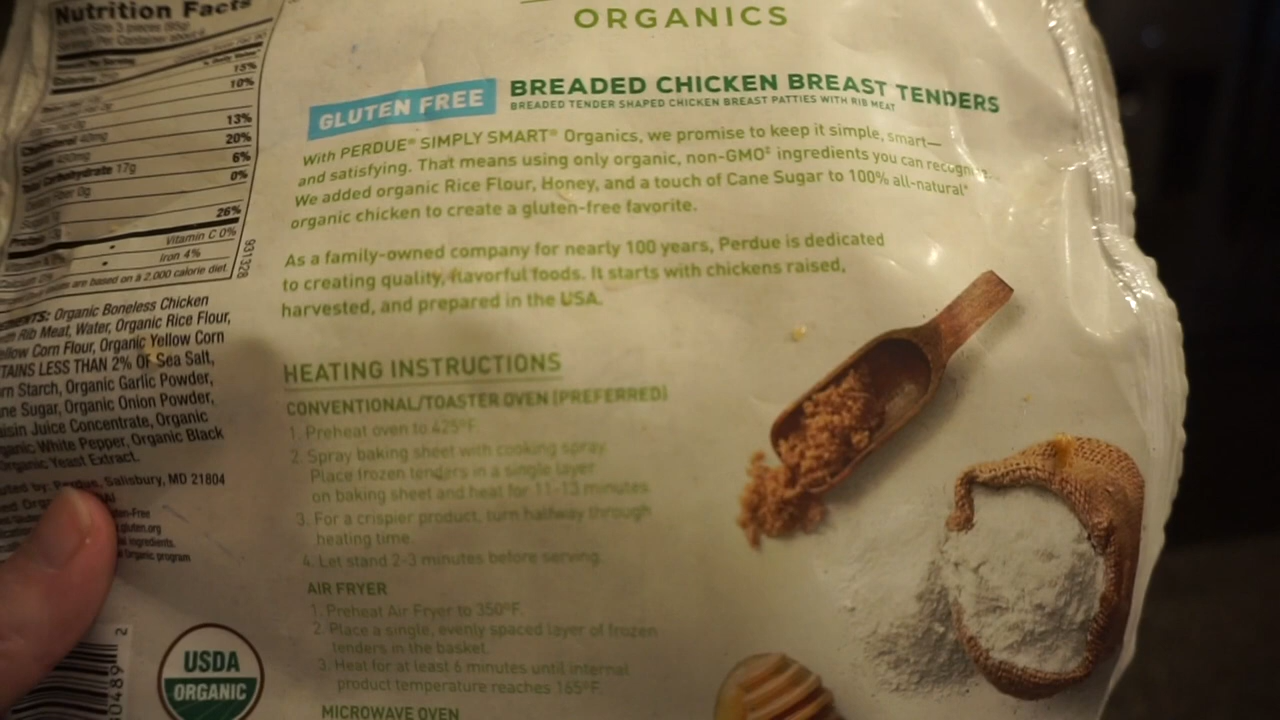 Nutrition Facts
15%
10%
13%
Cholesterol 40mg 20%
Sodium 480mg 6%
Total Carbohydrate 17g 0%
Fiber 0g
26%
Vitamin C 0%
Iron 4%
are based on a 2,000 calorie diet.
931328
Organic Boneless Chicken
Rib Meat, Water, Organic Rice Flour,
Yellow Corn Flour, Organic Yellow Corn
LESS THAN 2% OF Sea Salt,
Starch, Organic Garlic Powder,
Sugar, Organic Onion Powder,
Juice Concentrate, Organic
White Pepper, Organic Black
Organic Yeast Extract.
by: Perdue, Salisbury, MD 21804
gluten.org
ingredients.
organic program
2
USDA
ORGANIC
ORGANICS
GLUTEN FREE
BREADED CHICKEN BREAST TENDERS
BREADED TENDER SHAPED CHICKEN BREAST PATTIES WITH RIB MEAT
With PERDUE® SIMPLY SMART® Organics, we promise to keep it simple, smart—
and satisfying. That means using only organic, non-GMO‡ ingredients you can recognize.
We added organic Rice Flour, Honey, and a touch of Cane Sugar to 100% all-natural*
organic chicken to create a gluten-free favorite.
As a family-owned company for nearly 100 years, Perdue is dedicated
to creating quality, flavorful foods. It starts with chickens raised,
harvested, and prepared in the USA.
HEATING INSTRUCTIONS
CONVENTIONAL/TOASTER OVEN (PREFERRED)
1. Preheat oven to 425°F.
2. Spray baking sheet with cooking spray.
Place frozen tenders in a single layer
on baking sheet and heat for 11-13 minutes.
3. For a crispier product, turn halfway through
heating time.
4. Let stand 2-3 minutes before serving.
AIR FRYER
1. Preheat Air Fryer to 350°F.
2. Place a single, evenly spaced layer of frozen
tenders in the basket.
3. Heat for at least 6 minutes until internal
product temperature reaches 165°F.
MICROWAVE OVEN